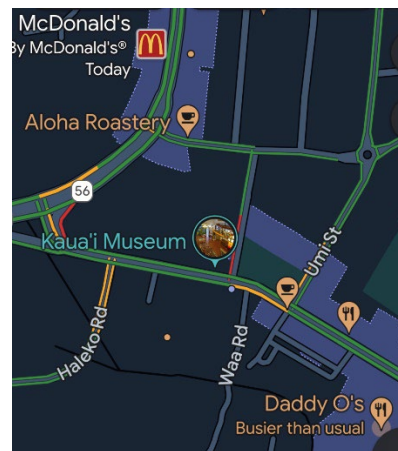 McDonald's
By McDonald's®
Today
Aloha Roastery
56
Kaua'i Museum
Umi St
Haleko Rd
Waa Rd
Daddy O's
Busier than usual